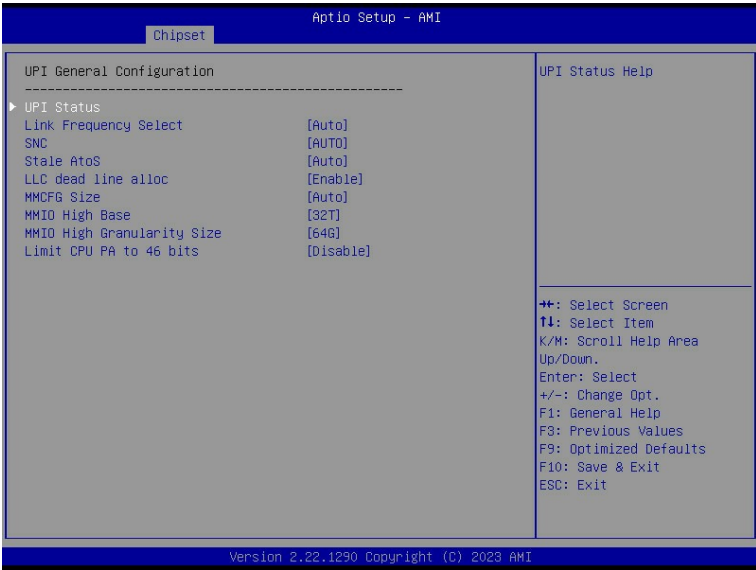 Aptio Setup – AMI
Chipset
UPI General Configuration
------------------------------------------------
UPI Status
Link Frequency Select [Auto]
SNC [AUTO]
Stale AtoS [Auto]
LLC dead line alloc [Enable]
MMCFG Size [Auto]
MMIO High Base [32T]
MMIO High Granularity Size [64G]
Limit CPU PA to 46 bits [Disable]
UPI Status Help
→←: Select Screen
↑↓: Select Item
K/M: Scroll Help Area
Up/Down.
Enter: Select
+/-: Change Opt.
F1: General Help
F3: Previous Values
F9: Optimized Defaults
F10: Save & Exit
ESC: Exit
Version 2.22.1290 Copyright (C) 2023 AMI